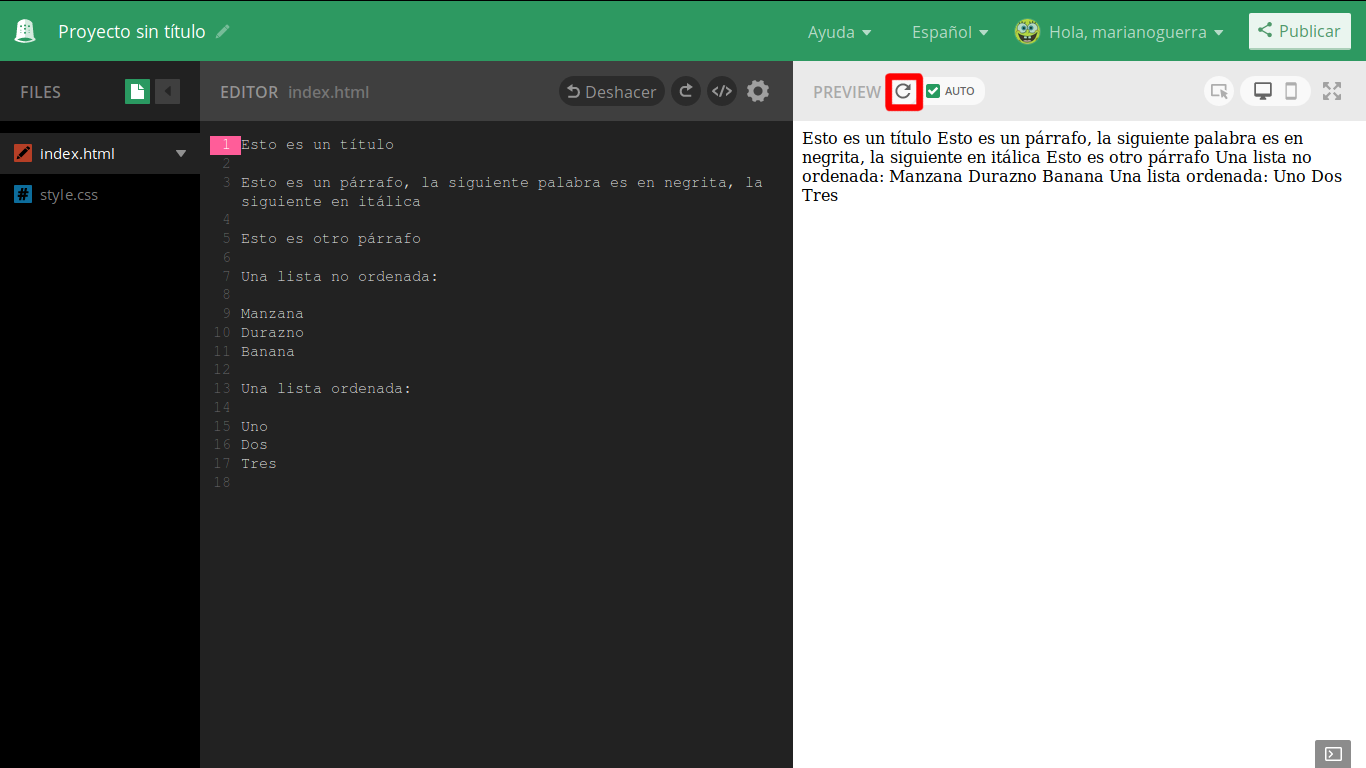 Proyecto sin título
Ayuda
Español
Hola, marianoguerra
Publicar
FILES
EDITOR index.html
Deshacer
</>
PREVIEW
AUTO
index.html
style.css
1 Esto es un título
2
3 Esto es un párrafo, la siguiente palabra es en negrita, la
siguiente en itálica
4
5 Esto es otro párrafo
6
7 Una lista no ordenada:
8
9 Manzana
10 Durazno
11 Banana
12
13 Una lista ordenada:
14
15 Uno
16 Dos
17 Tres
18
Esto es un título Esto es un párrafo, la siguiente palabra es en
negrita, la siguiente en itálica Esto es otro párrafo Una lista no
ordenada: Manzana Durazno Banana Una lista ordenada: Uno Dos
Tres